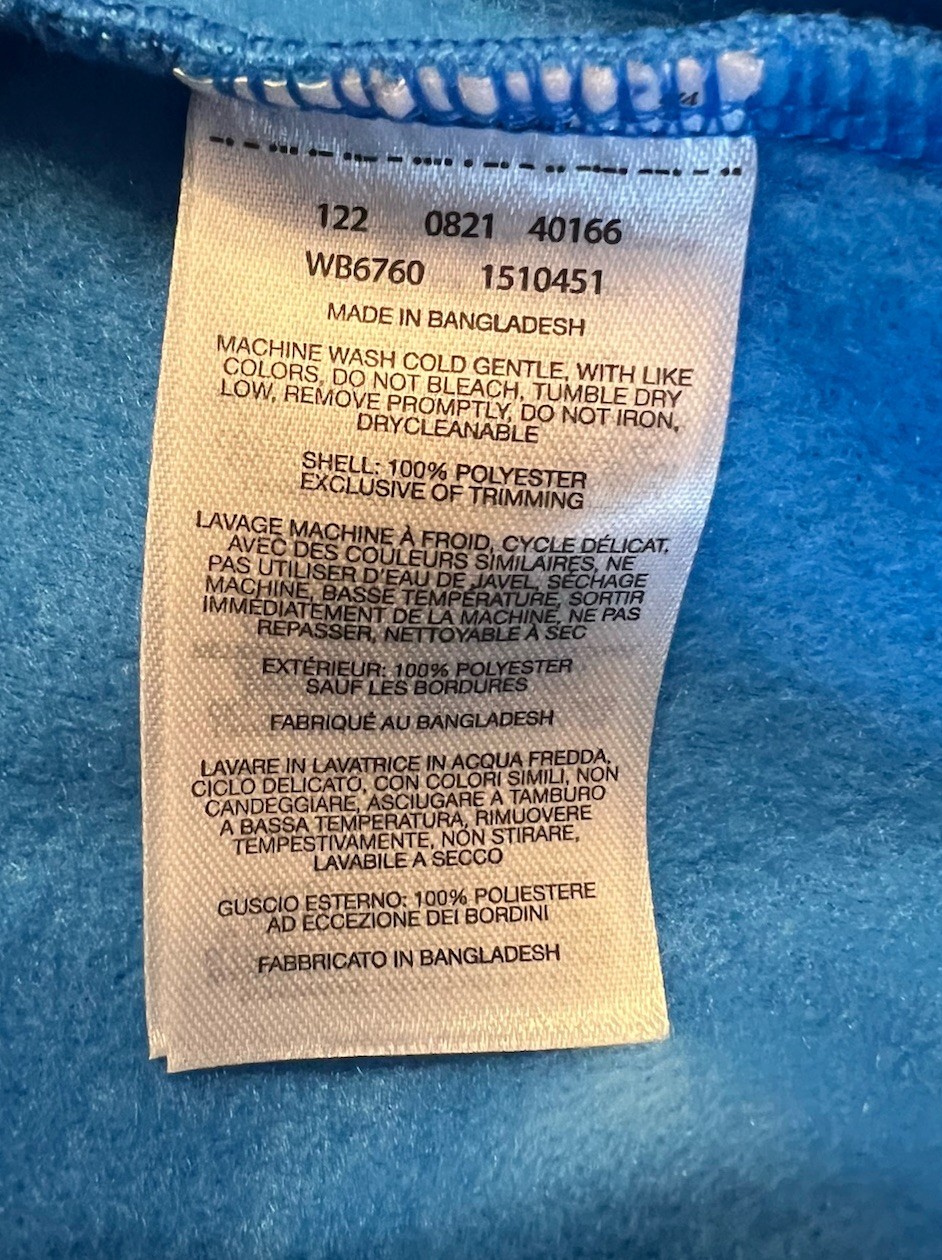 122 0821 40166
WB6760 1510451
MADE IN BANGLADESH
MACHINE WASH COLD GENTLE, WITH LIKE
COLORS, DO NOT BLEACH, TUMBLE DRY
LOW, REMOVE PROMPTLY, DO NOT IRON,
DRYCLEANABLE
SHELL: 100% POLYESTER
EXCLUSIVE OF TRIMMING
LAVAGE MACHINE À FROID, CYCLE DÉLICAT,
AVEC DES COULEURS SIMILAIRES, NE
PAS UTILISER D'EAU DE JAVEL, SÉCHAGE
MACHINE, BASSE TEMPÉRATURE, SORTIR
IMMÉDIATEMENT DE LA MACHINE, NE PAS
REPASSER, NETTOYABLE À SEC
EXTÉRIEUR: 100% POLYESTER
SAUF LES BORDURES
FABRIQUÉ AU BANGLADESH
LAVARE IN LAVATRICE IN ACQUA FREDDA,
CICLO DELICATO, CON COLORI SIMILI, NON
CANDEGGIARE, ASCIUGARE A TAMBURO
A BASSA TEMPERATURA, RIMUOVERE
TEMPESTIVAMENTE, NON STIRARE,
LAVABILE A SECCO
GUSCIO ESTERNO: 100% POLIESTERE
AD ECCEZIONE DEI BORDINI
FABBRICATO IN BANGLADESH